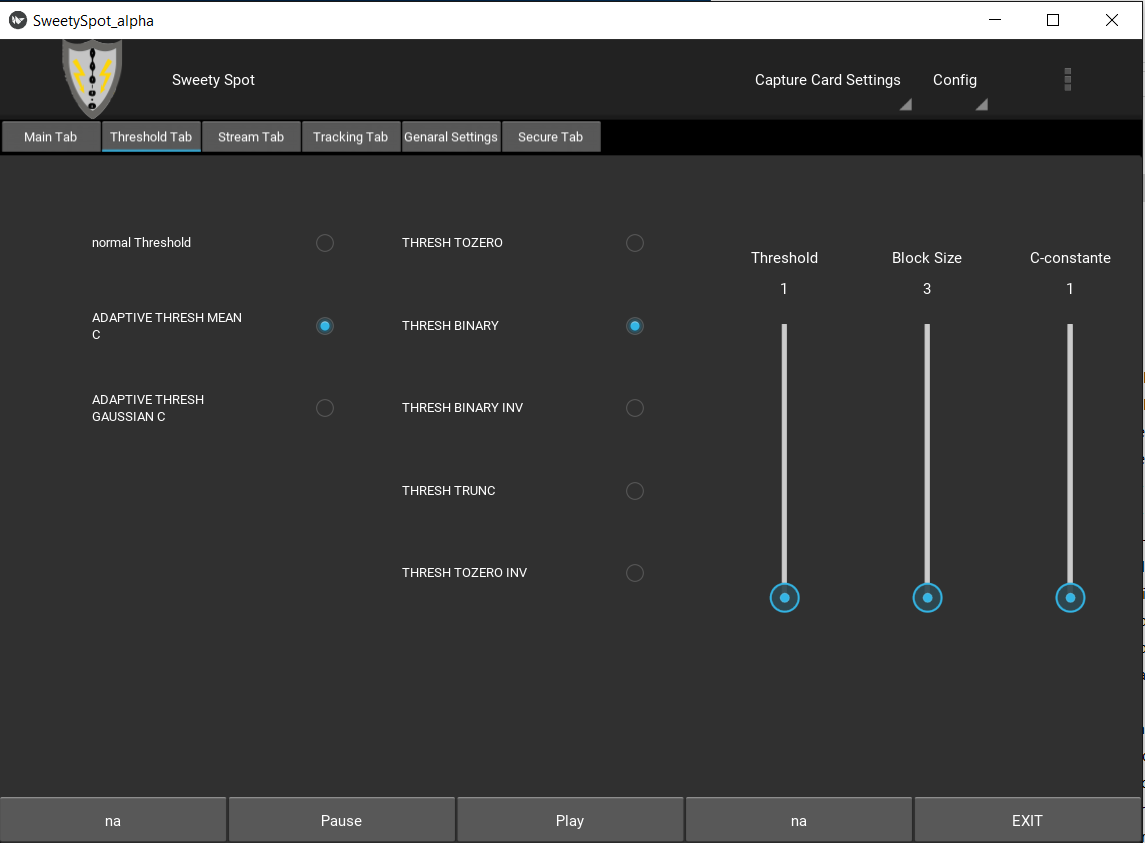 SweetySpot_alpha
Sweety Spot
Capture Card Settings
Config
Main Tab
Threshold Tab
Stream Tab
Tracking Tab
Genaral Settings
Secure Tab
normal Threshold
ADAPTIVE THRESH MEAN
C
ADAPTIVE THRESH
GAUSSIAN C
THRESH TOZERO
THRESH BINARY
THRESH BINARY INV
THRESH TRUNC
THRESH TOZERO INV
Threshold
1
Block Size
3
C-constante
1
na
Pause
Play
na
EXIT